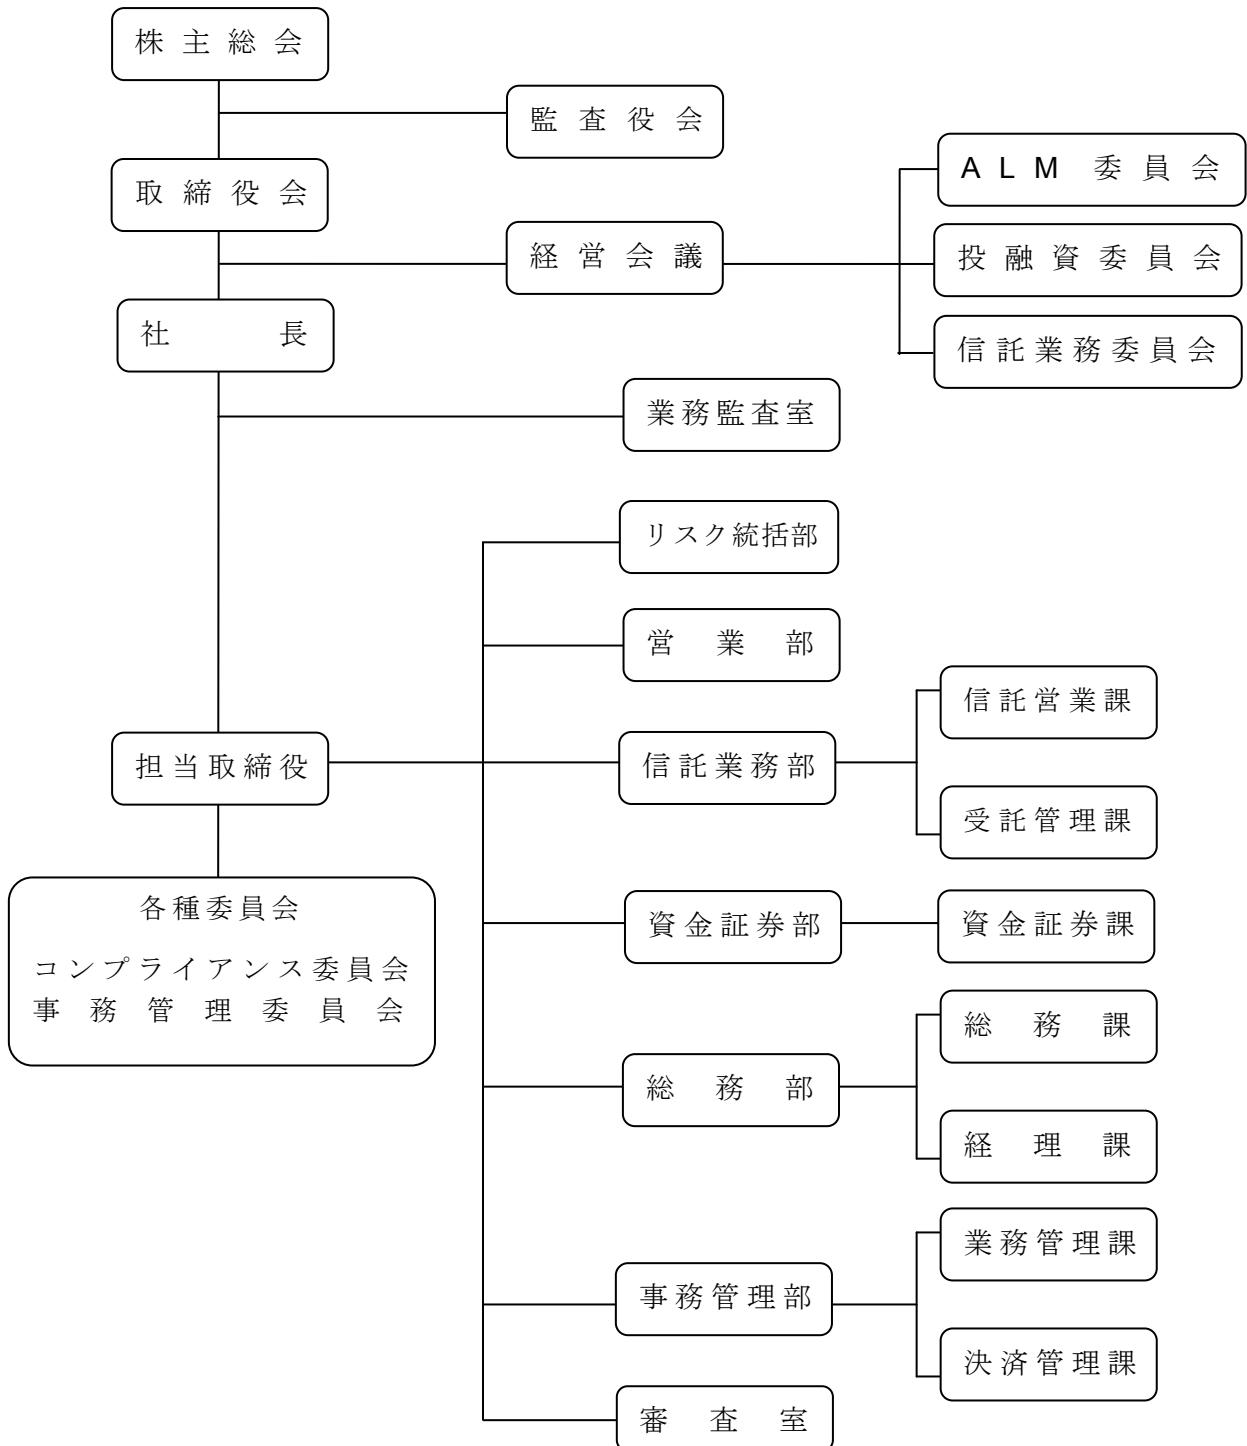 株主総会
監査役会
取締役会
ALM 委員会
経営会議
投融資委員会
社長
信託業務委員会
業務監査室
リスク統括部
営業部
信託営業課
担当取締役
信託業務部
受託管理課
各種委員会
コンプライアンス委員会
事務管理委員会
資金証券部
資金証券課
総務課
総務部
経理課
業務管理課
事務管理部
決済管理課
審査室